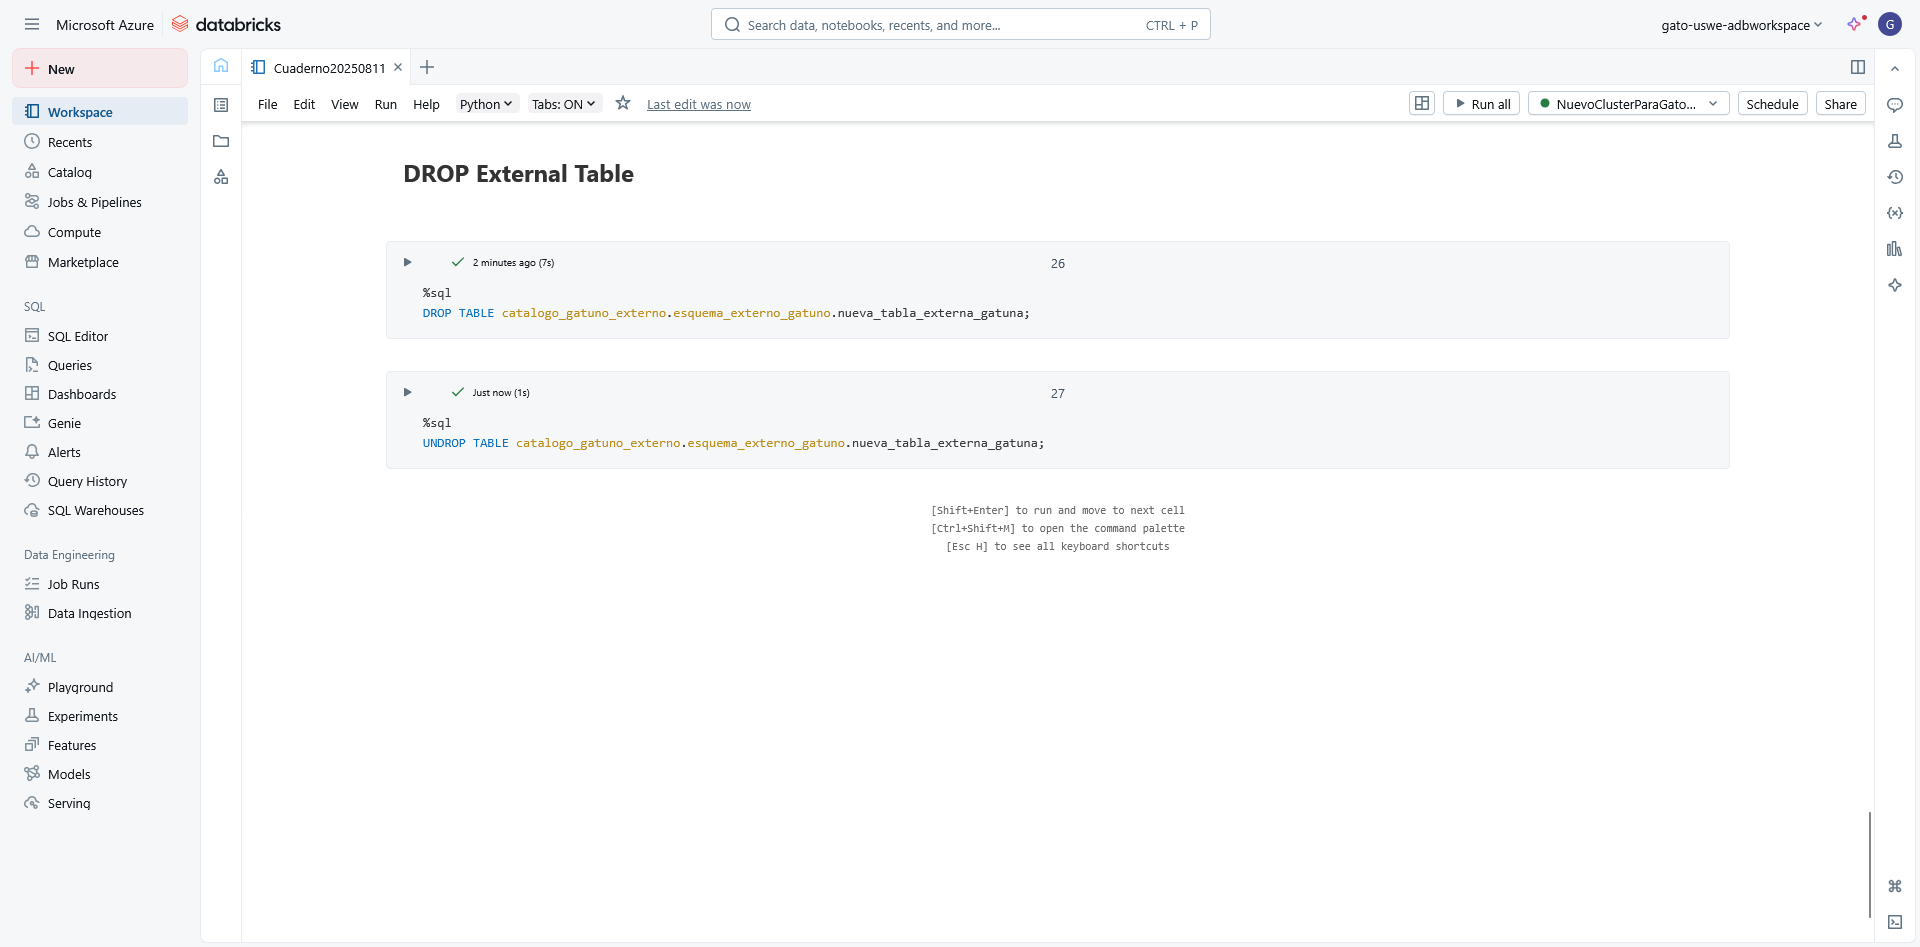 Microsoft Azure
databricks
Search data, notebooks, recents, and more...
CTRL + P
gato-uswe-adbworkspace
G
New
Workspace
Recents
Catalog
Jobs & Pipelines
Compute
Marketplace
SQL
SQL Editor
Queries
Dashboards
Genie
Alerts
Query History
SQL Warehouses
Data Engineering
Job Runs
Data Ingestion
AI/ML
Playground
Experiments
Features
Models
Serving
Cuaderno20250811
File Edit View Run Help Python Tabs: ON Last edit was now
Run all
NuevoClusterParaGato...
Schedule
Share
DROP External Table
2 minutes ago (7s)
26
%sql
DROP TABLE catalogo_gatuno_externo.esquema_externo_gatuno.nueva_tabla_externa_gatuna;
Just now (1s)
27
%sql
UNDROP TABLE catalogo_gatuno_externo.esquema_externo_gatuno.nueva_tabla_externa_gatuna;
[Shift+Enter] to run and move to next cell
[Ctrl+Shift+M] to open the command palette
[Esc H] to see all keyboard shortcuts